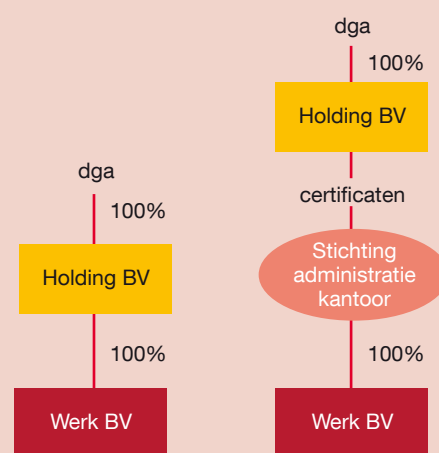 dga
100%
Holding BV
100%
Werk BV
dga
100%
Holding BV
certificaten
Stichting
administratie
kantoor
100%
Werk BV